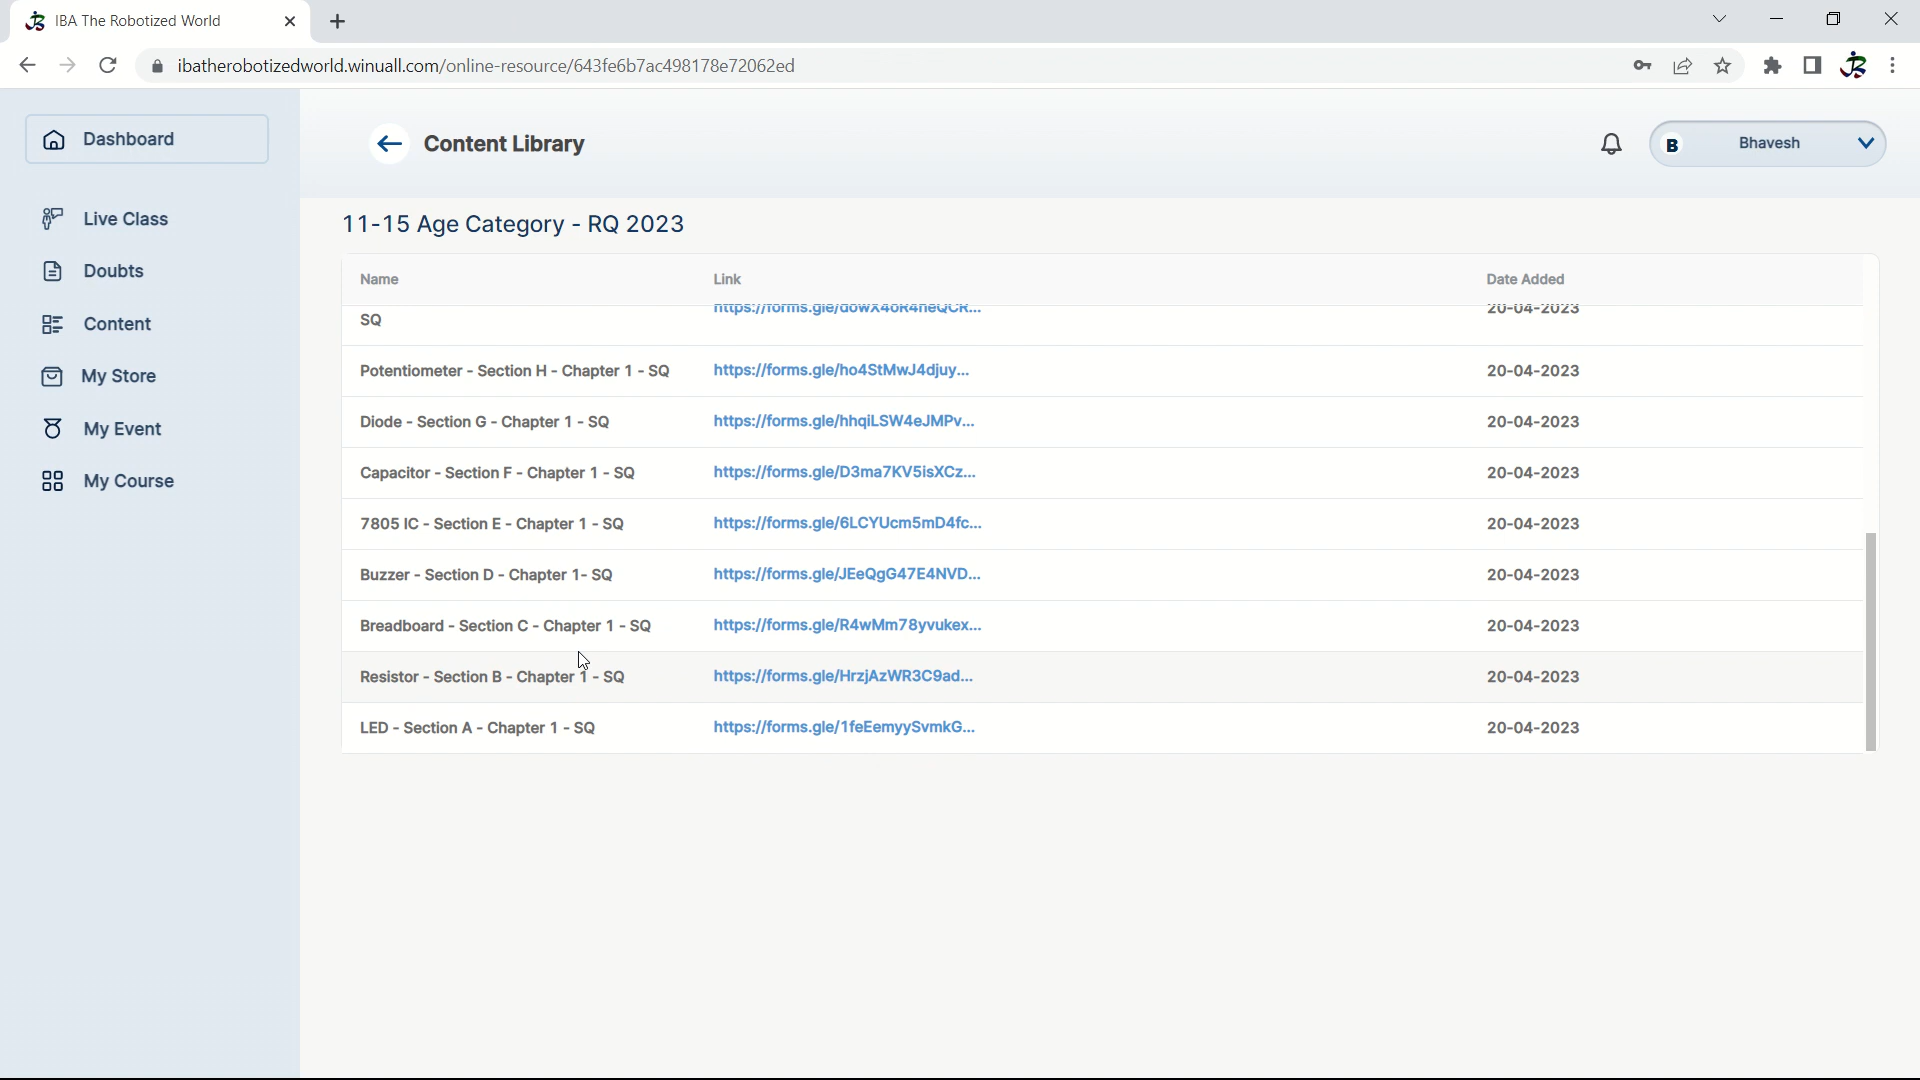 IBA The Robotized World
ibatherobotizedworld.winuall.com/online-resource/643fe6b7ac498178e72062ed
Dashboard
Live Class
Doubts
Content
My Store
My Event
My Course
Content Library
B Bhavesh
11-15 Age Category - RQ 2023
Name Link Date Added
SQ 20-04-2023
Potentiometer - Section H - Chapter 1 - SQ https://forms.gle/ho4StMwJ4djuy... 20-04-2023
Diode - Section G - Chapter 1 - SQ https://forms.gle/hhqiLSW4eJMPv... 20-04-2023
Capacitor - Section F - Chapter 1 - SQ https://forms.gle/D3ma7KV5isXCz... 20-04-2023
7805 IC - Section E - Chapter 1 - SQ https://forms.gle/6LCYUcm5mD4fc... 20-04-2023
Buzzer - Section D - Chapter 1- SQ https://forms.gle/JEeQgG47E4NVD... 20-04-2023
Breadboard - Section C - Chapter 1 - SQ https://forms.gle/R4wMm78yvukex... 20-04-2023
Resistor - Section B - Chapter 1 - SQ https://forms.gle/HrzjAzWR3C9ad... 20-04-2023
LED - Section A - Chapter 1 - SQ https://forms.gle/1feEemyySvmkG... 20-04-2023